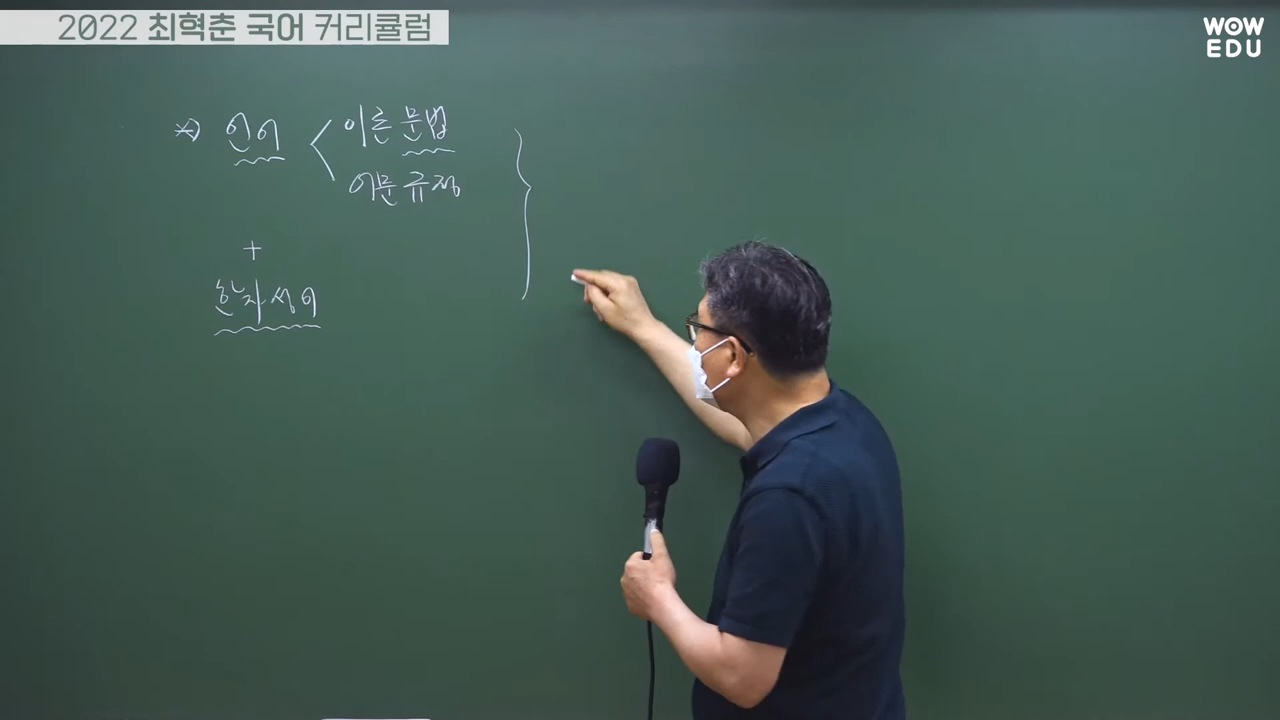 2022 최혁춘 국어 커리큘럼
WOW
EDU
*) 언어 < 이론 문법
어문 규정
+
한자성어